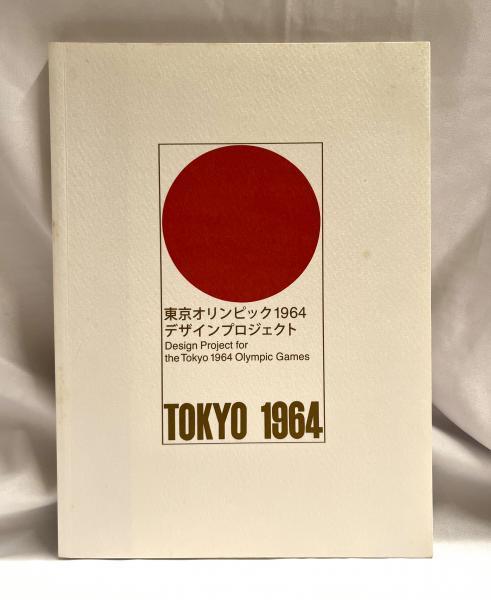 東京オリンピック1964
デザインプロジェクト
Design Project for
the Tokyo 1964 Olympic Games
TOKYO 1964